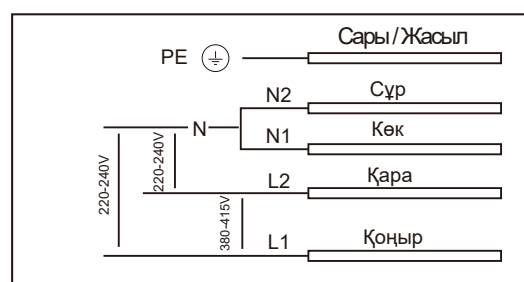 PE Сары/Жасыл
N2 Сұр
N
N1 Көк
L2 Қара
L1 Қоңыр
220-240V
220-240V
380-415V